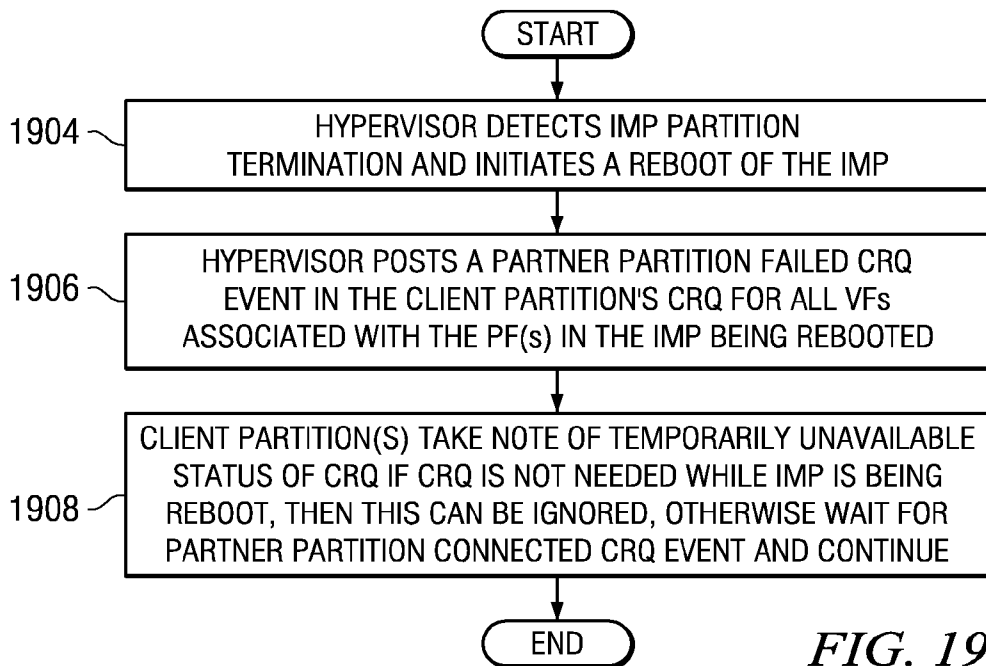 START
1904
HYPERVISOR DETECTS IMP PARTITION
TERMINATION AND INITIATES A REBOOT OF THE IMP
1906
HYPERVISOR POSTS A PARTNER PARTITION FAILED CRQ
EVENT IN THE CLIENT PARTITION'S CRQ FOR ALL VFs
ASSOCIATED WITH THE PF(s) IN THE IMP BEING REBOOTED
1908
CLIENT PARTITION(S) TAKE NOTE OF TEMPORARILY UNAVAILABLE
STATUS OF CRQ IF CRQ IS NOT NEEDED WHILE IMP IS BEING
REBOOT, THEN THIS CAN BE IGNORED, OTHERWISE WAIT FOR
PARTNER PARTITION CONNECTED CRQ EVENT AND CONTINUE
END
FIG. 19